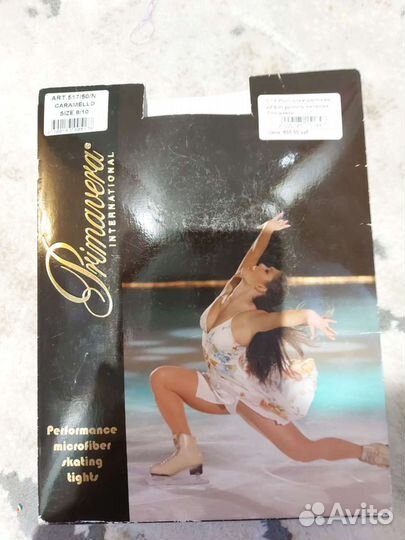 ART.517/50/N
CARAMELLO
SIZE 8/10
Primavera®
INTERNATIONAL
Performance
microfiber
skating
tights
Avito